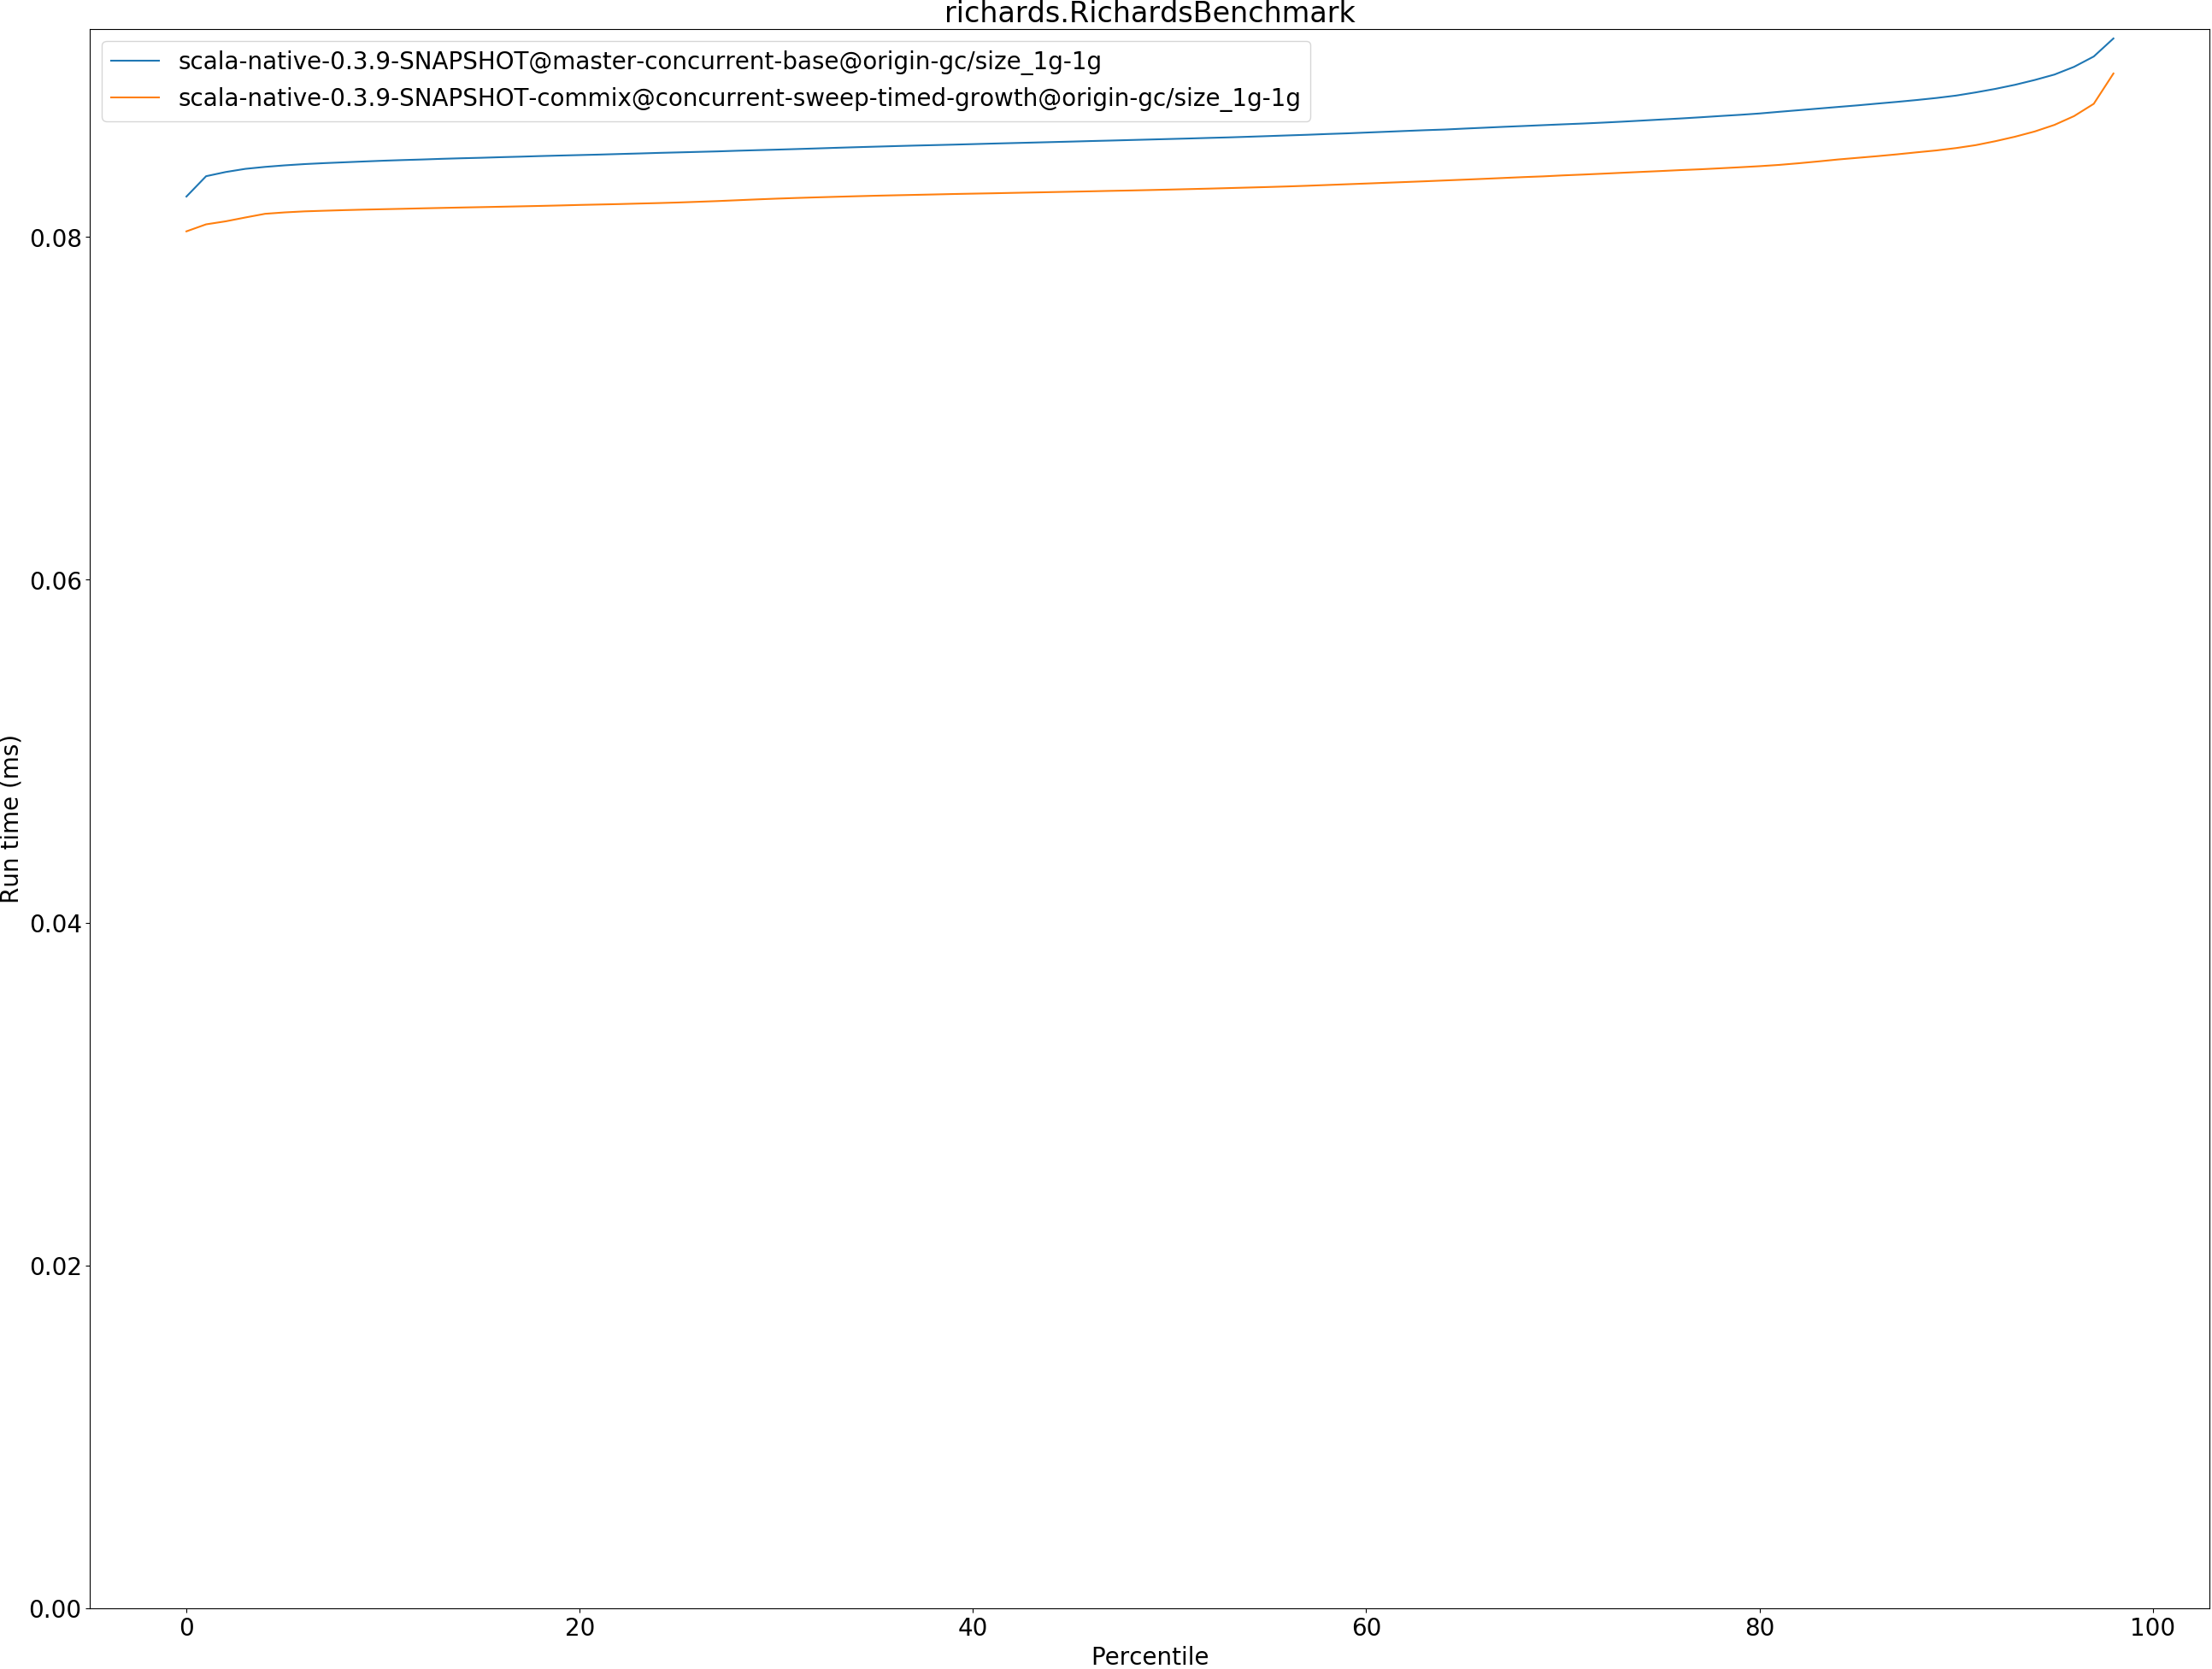 richards.RichardsBenchmark
scala-native-0.3.9-SNAPSHOT@master-concurrent-base@origin-gc/size_1g-1g
scala-native-0.3.9-SNAPSHOT-commix@concurrent-sweep-timed-growth@origin-gc/size_1g-1g
0.08
0.06
0.04
0.02
0.00
Run time (ms)
0 20 40 60 80 100
Percentile